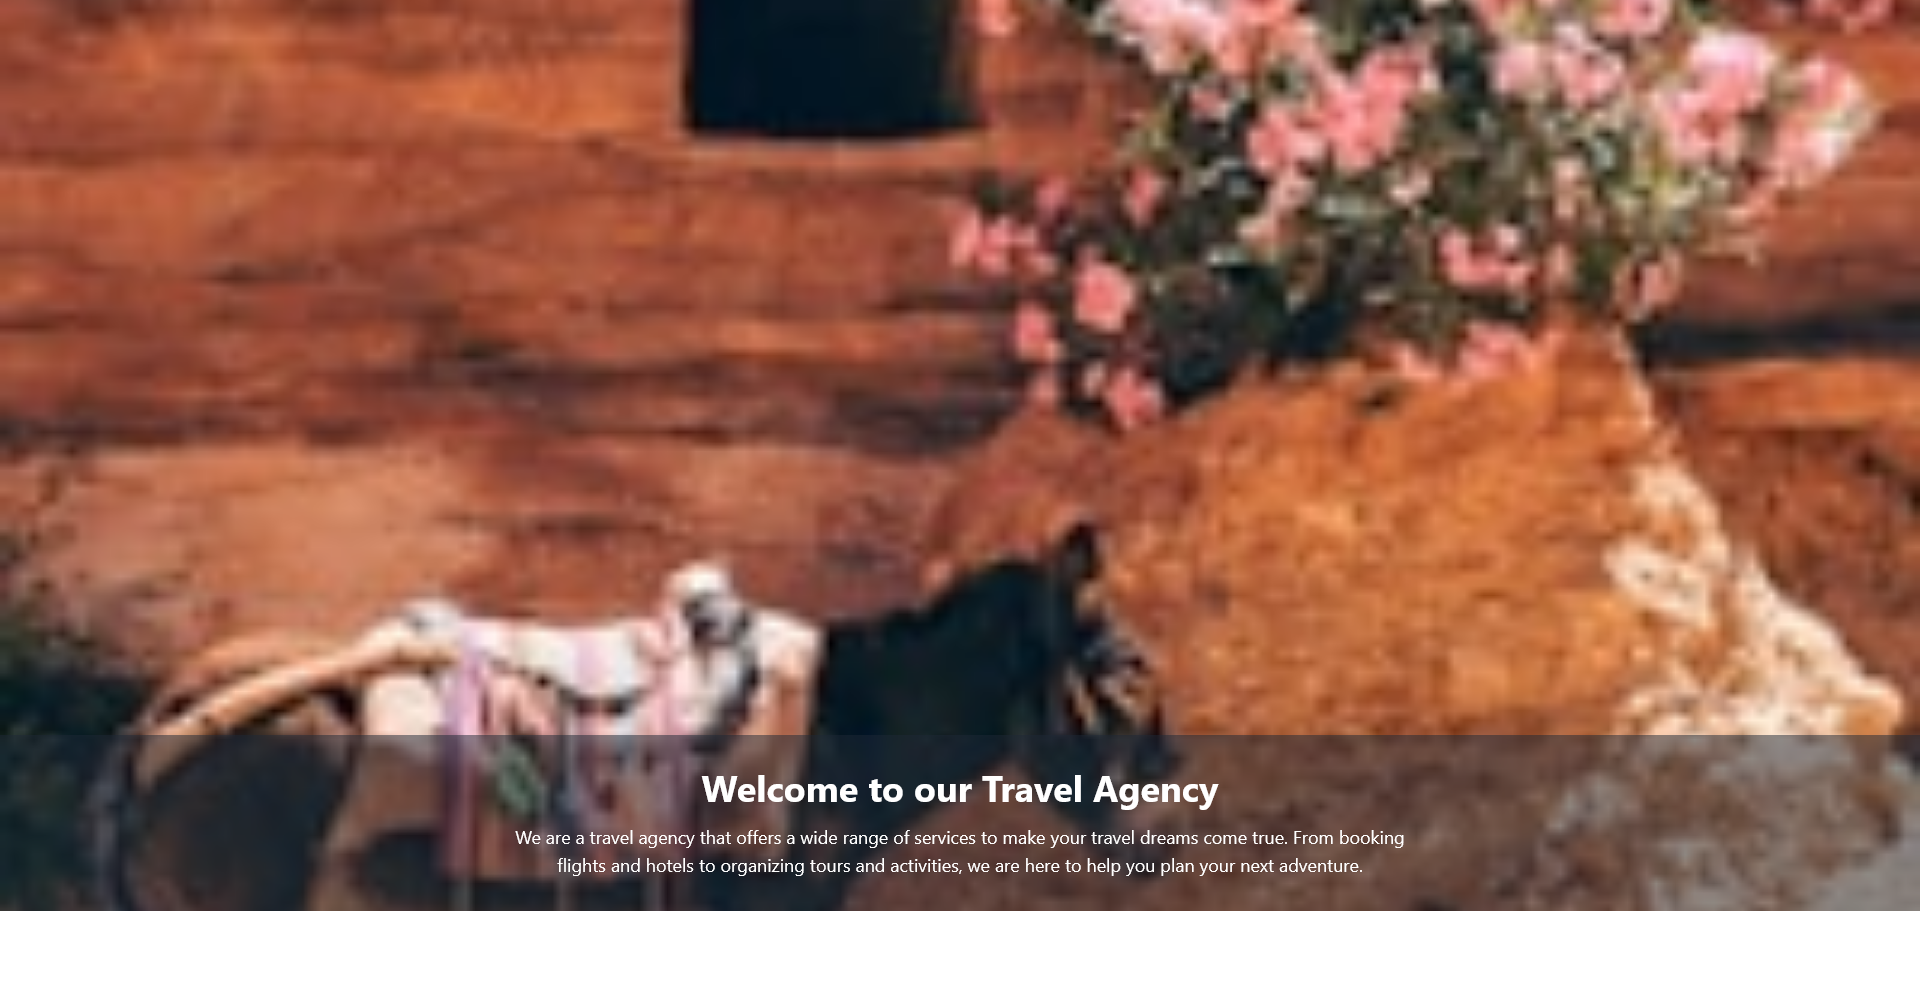 Welcome to our Travel Agency
We are a travel agency that offers a wide range of services to make your travel dreams come true. From booking
flights and hotels to organizing tours and activities, we are here to help you plan your next adventure.